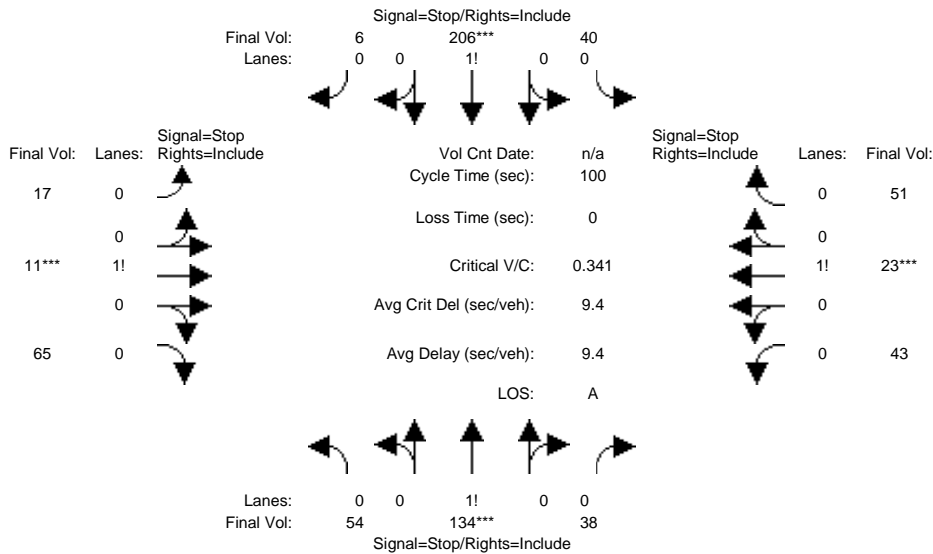 Signal=Stop/Rights=Include
Final Vol: 6 206*** 40
Lanes: 0 0 1! 0 0
Signal=Stop
Final Vol: Lanes: Rights=Include
Vol Cnt Date: n/a
Signal=Stop
Rights=Include Lanes: Final Vol:
Cycle Time (sec): 100
17 0
0 51
Loss Time (sec): 0
0
0
11*** 1!
Critical V/C: 0.341
1! 23***
0
Avg Crit Del (sec/veh): 9.4
0
65 0
Avg Delay (sec/veh): 9.4
0 43
LOS: A
Lanes: 0 0 1! 0 0
Final Vol: 54 134*** 38
Signal=Stop/Rights=Include